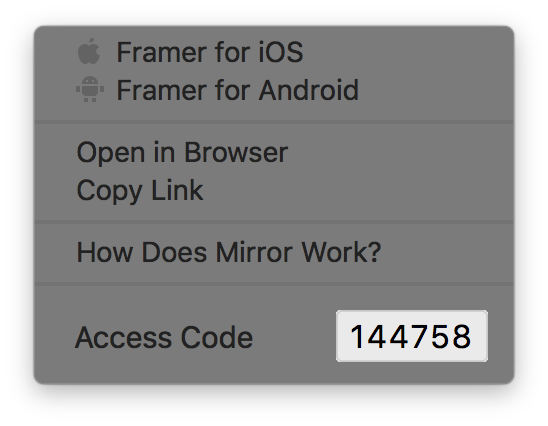 Framer for iOS
Framer for Android
Open in Browser
Copy Link
How Does Mirror Work?
Access Code 144758